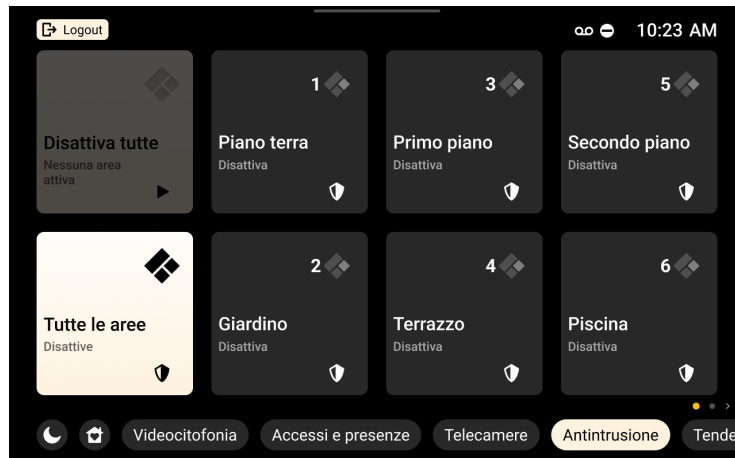 Logout
10:23 AM
Disattiva tutte
Nessuna area
attiva
1
Piano terra
Disattiva
3
Primo piano
Disattiva
5
Secondo piano
Disattiva
Tutte le aree
Disattive
2
Giardino
Disattiva
4
Terrazzo
Disattiva
6
Piscina
Disattiva
Videocitofonia
Accessi e presenze
Telecamere
Antintrusione
Tende